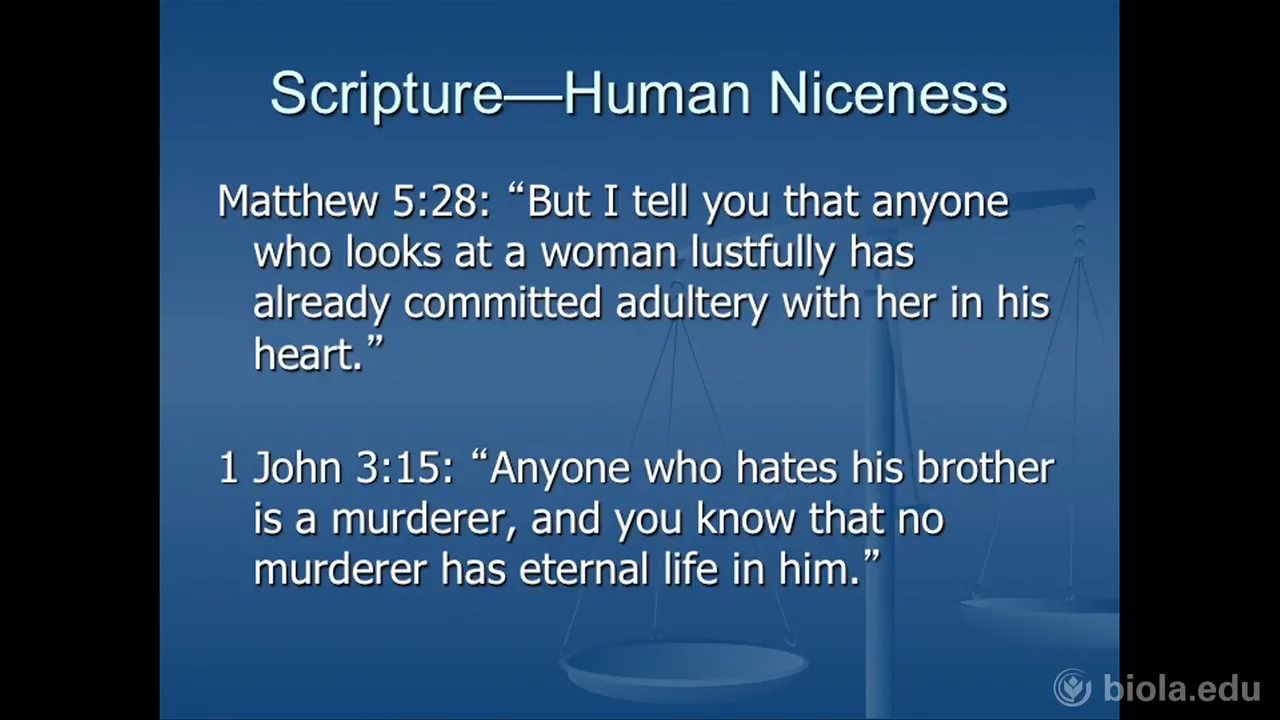 Scripture—Human Niceness
Matthew 5:28: “But I tell you that anyone
who looks at a woman lustfully has
already committed adultery with her in his
heart.”
1 John 3:15: “Anyone who hates his brother
is a murderer, and you know that no
murderer has eternal life in him.”
biola.edu